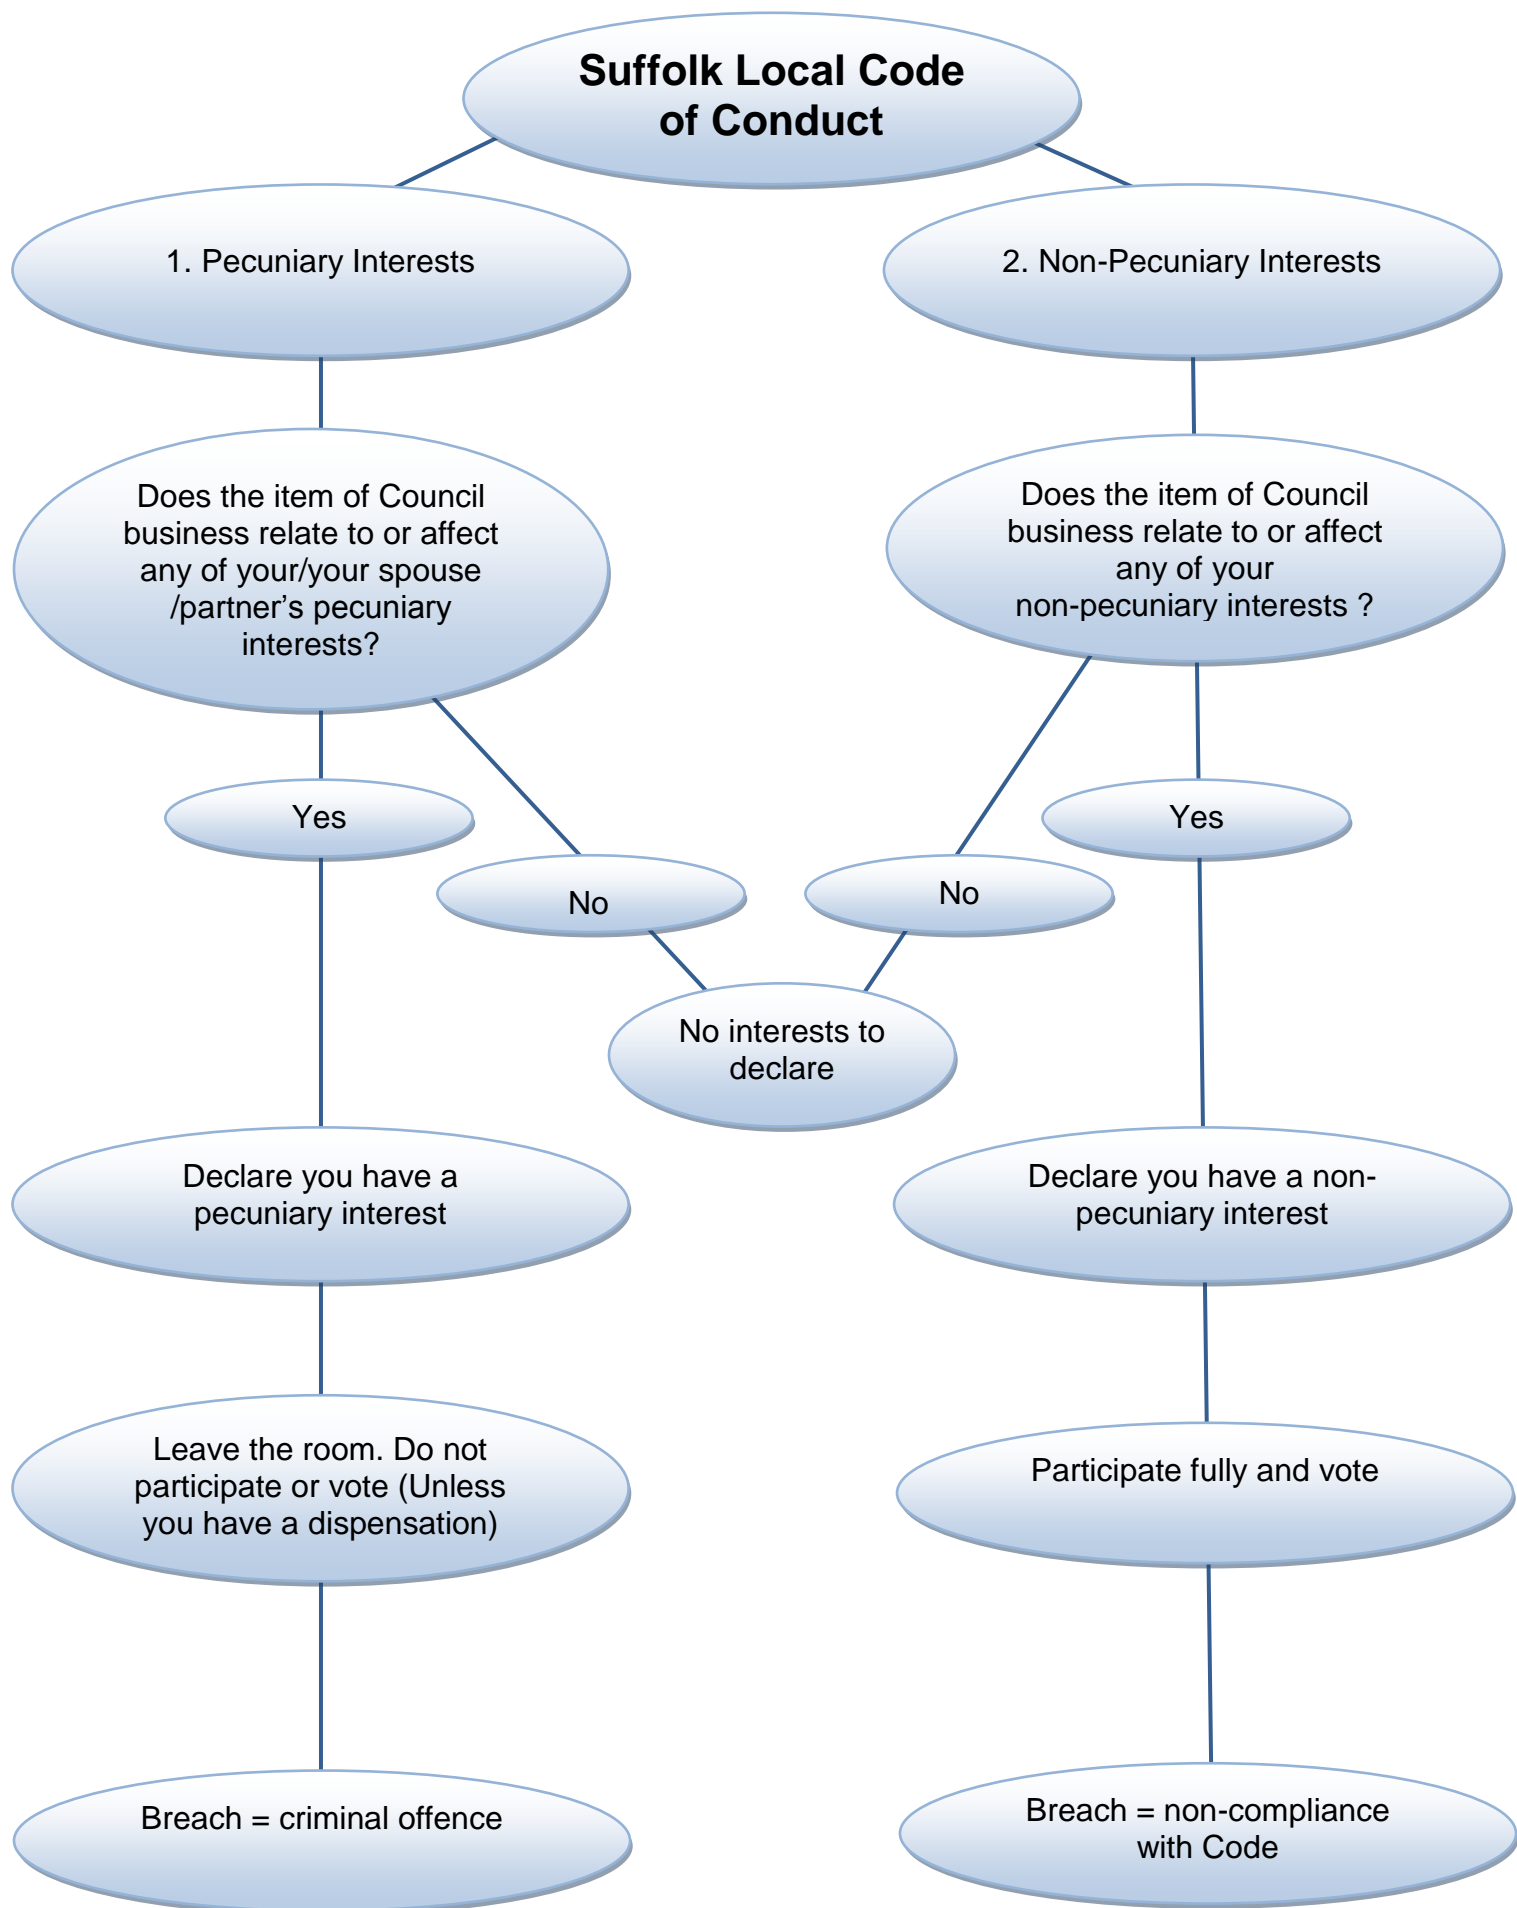 Suffolk Local Code
of Conduct
1. Pecuniary Interests
2. Non-Pecuniary Interests
Does the item of Council
business relate to or affect
any of your/your spouse
/partner’s pecuniary
interests?
Does the item of Council
business relate to or affect
any of your
non-pecuniary interests ?
Yes
No
No
Yes
No interests to
declare
Declare you have a
pecuniary interest
Declare you have a non-
pecuniary interest
Leave the room. Do not
participate or vote (Unless
you have a dispensation)
Participate fully and vote
Breach = criminal offence
Breach = non-compliance
with Code